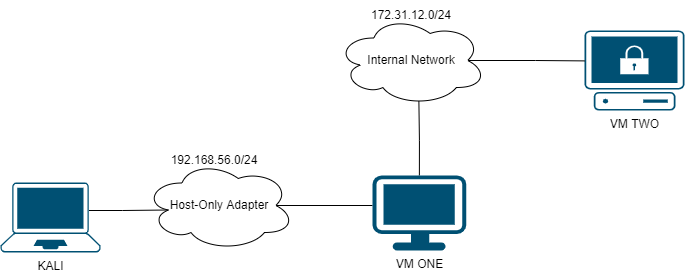 172.31.12.0/24
Internal Network
VM TWO
192.168.56.0/24
Host-Only Adapter
KALI
VM ONE